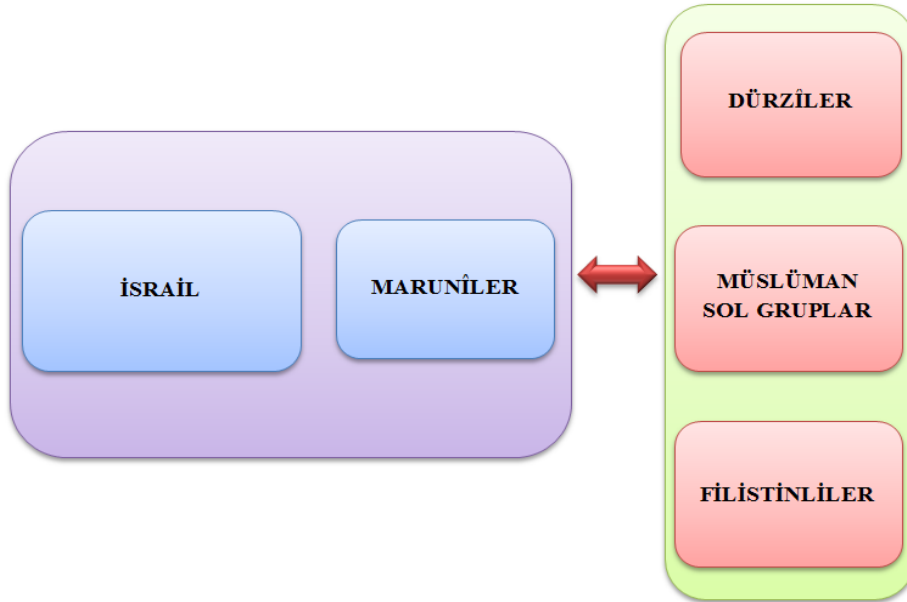 İSRAİL
MARUNÎLER
DÜRZÎLER
MÜSLÜMAN
SOL GRUPLAR
FİLİSTİNLİLER